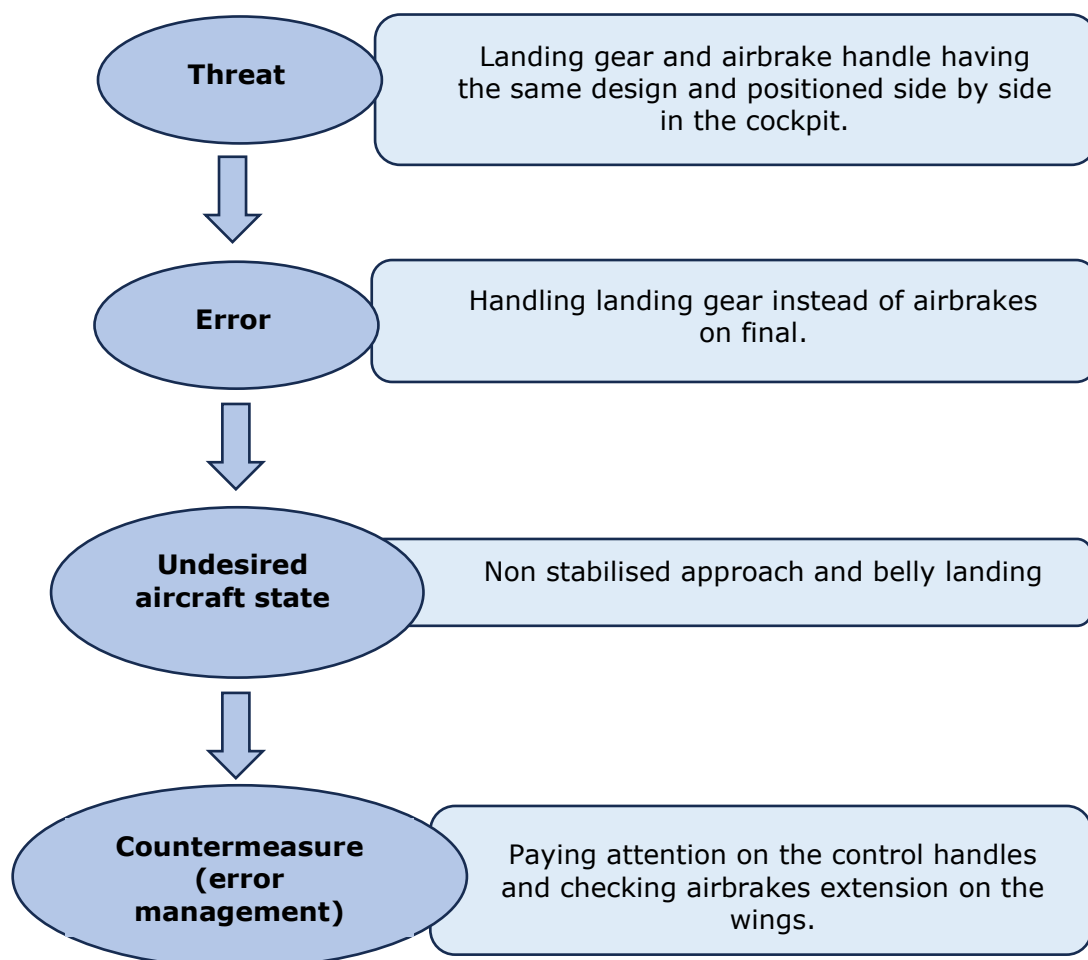 Threat
Landing gear and airbrake handle having
the same design and positioned side by side
in the cockpit.
Error
Handling landing gear instead of airbrakes
on final.
Undesired
aircraft state
Non stabilised approach and belly landing
Countermeasure
(error
management)
Paying attention on the control handles
and checking airbrakes extension on the
wings.